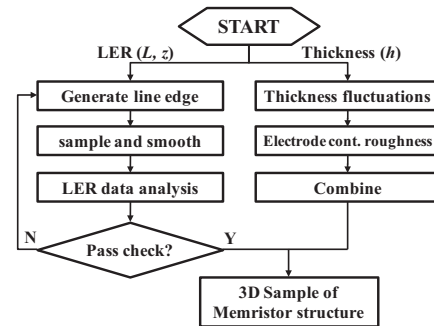 START
LER (L, z)
Thickness (h)
Generate line edge
Thickness fluctuations
sample and smooth
Electrode cont. roughness
LER data analysis
Combine
N
Pass check?
Y
3D Sample of
Memristor structure